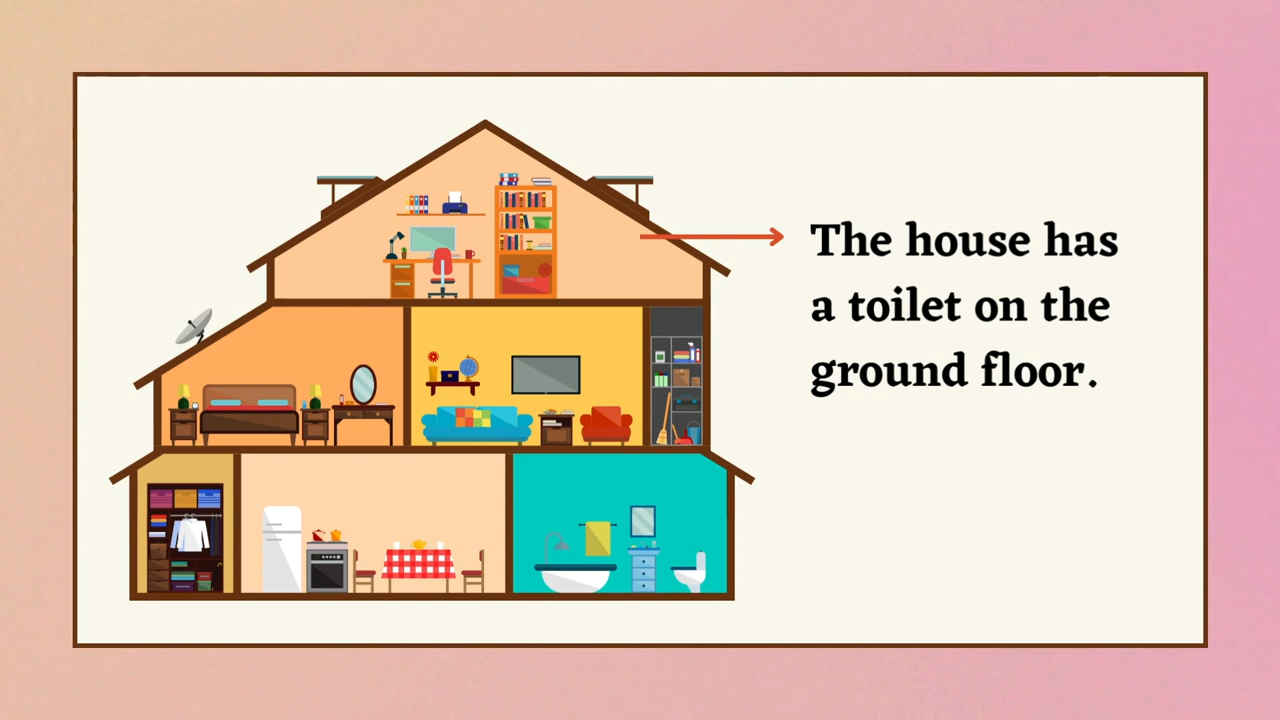 The house has
a toilet on the
ground floor.